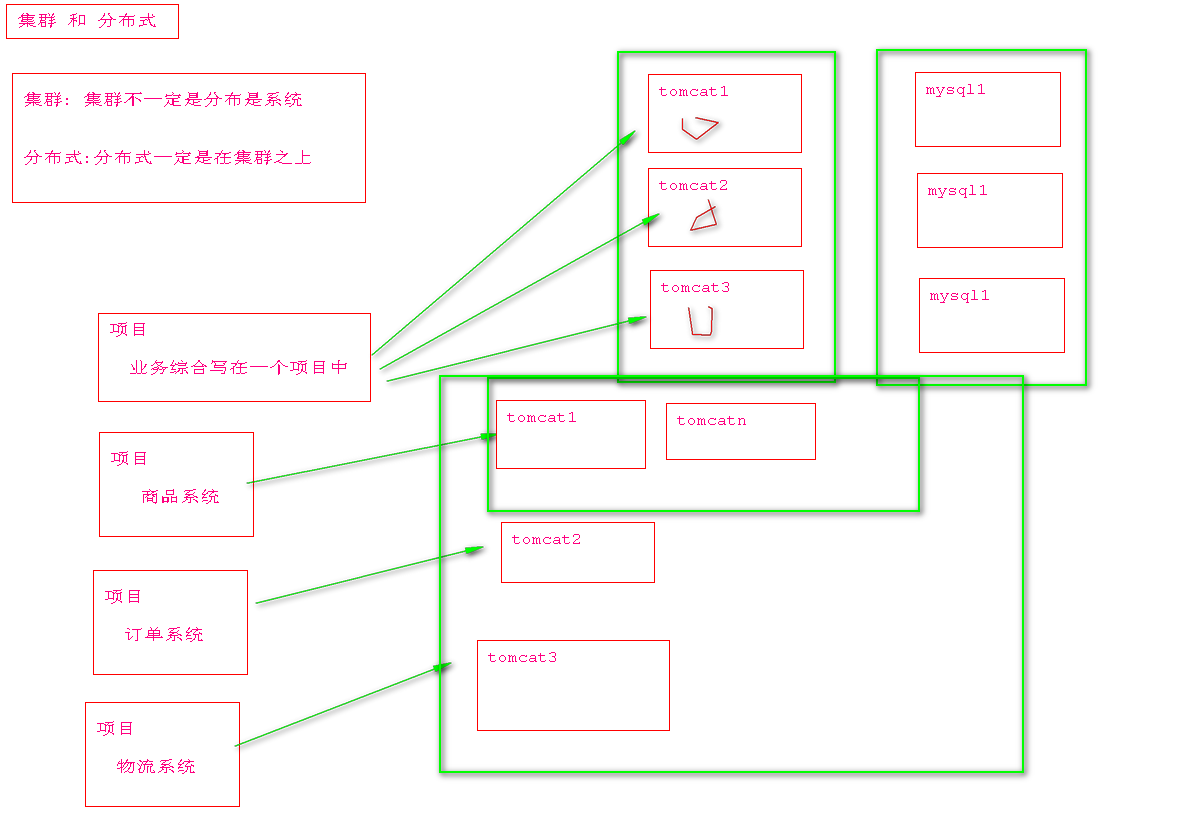 集群 和 分布式
集群: 集群不一定是分布是系统
分布式:分布式一定是在集群之上
tomcat1
tomcat2
tomcat3
mysql1
mysql1
mysql1
项目
业务综合写在一个项目中
项目
商品系统
tomcat1
tomcatn
项目
订单系统
tomcat2
项目
物流系统
tomcat3